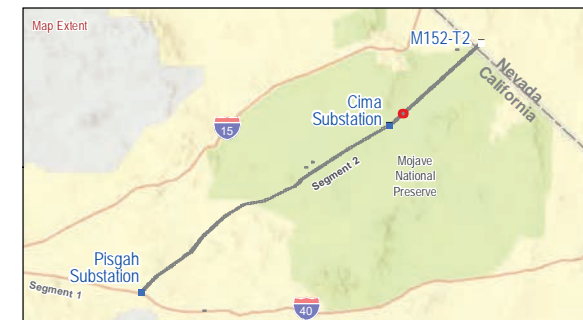 Map Extent
M152-T2
Nevada
California
Cima
Substation
15
Segment 2
Mojave
National
Preserve
Pisgah
Substation
Segment 1
40